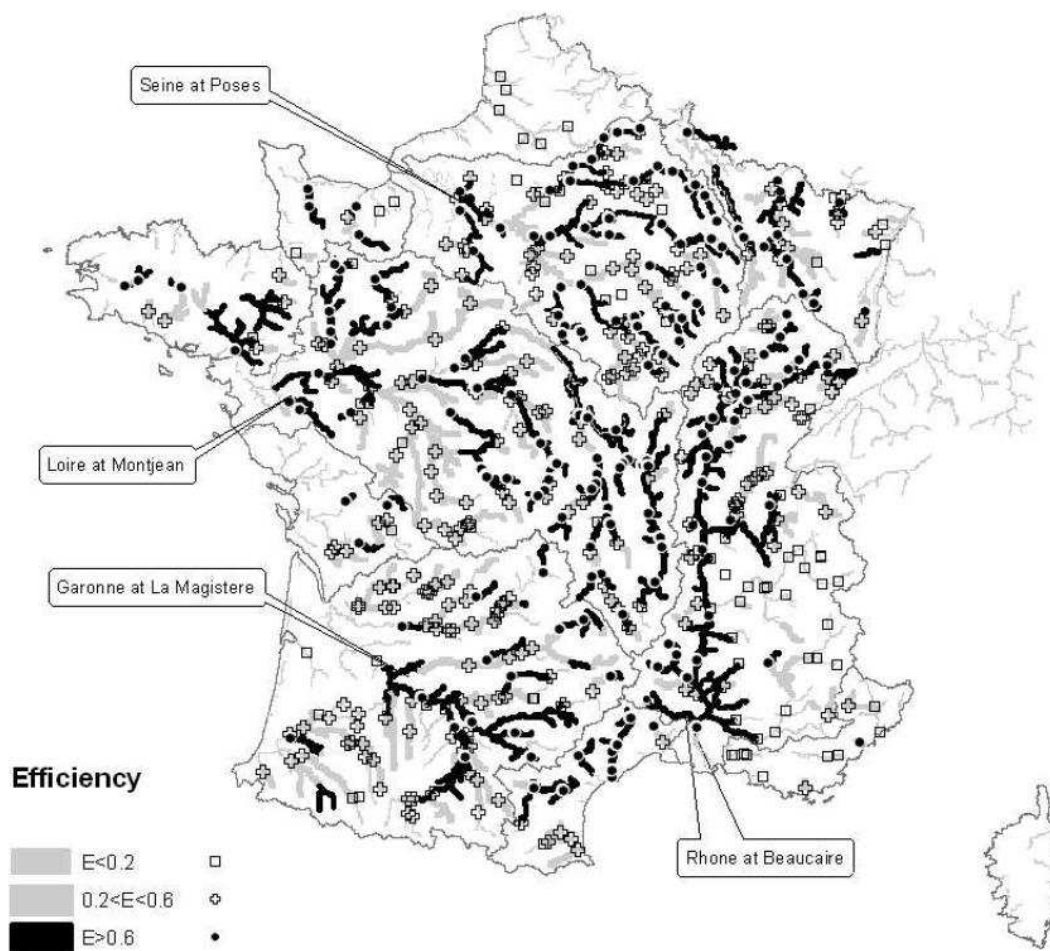 Seine at Poses
Loire at Montjean
Garonne at La Magistere
Efficiency
Rhone at Beaucaire
E<0.2
0.2<E<0.6
E>0.6